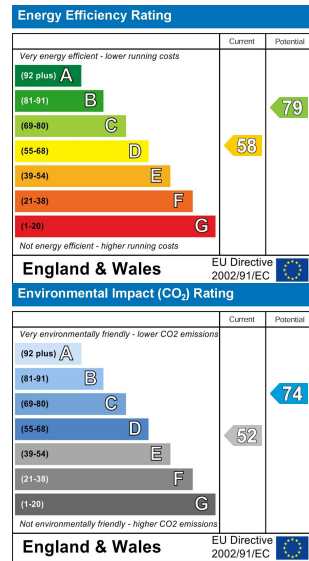 Energy Efficiency Rating
Current Potential
Very energy efficient - lower running costs
(92 plus) A
(81-91) B
79
(69-80) C
(55-68) D
58
(39-54) E
(21-38) F
(1-20) G
Not energy efficient - higher running costs
England & Wales
EU Directive
2002/91/EC
Environmental Impact (CO2) Rating
Current Potential
Very environmentally friendly - lower CO2 emissions
(92 plus) A
(81-91) B
(69-80) C
74
(55-68) D
52
(39-54) E
(21-38) F
(1-20) G
Not environmentally friendly - higher CO2 emissions
England & Wales
EU Directive
2002/91/EC